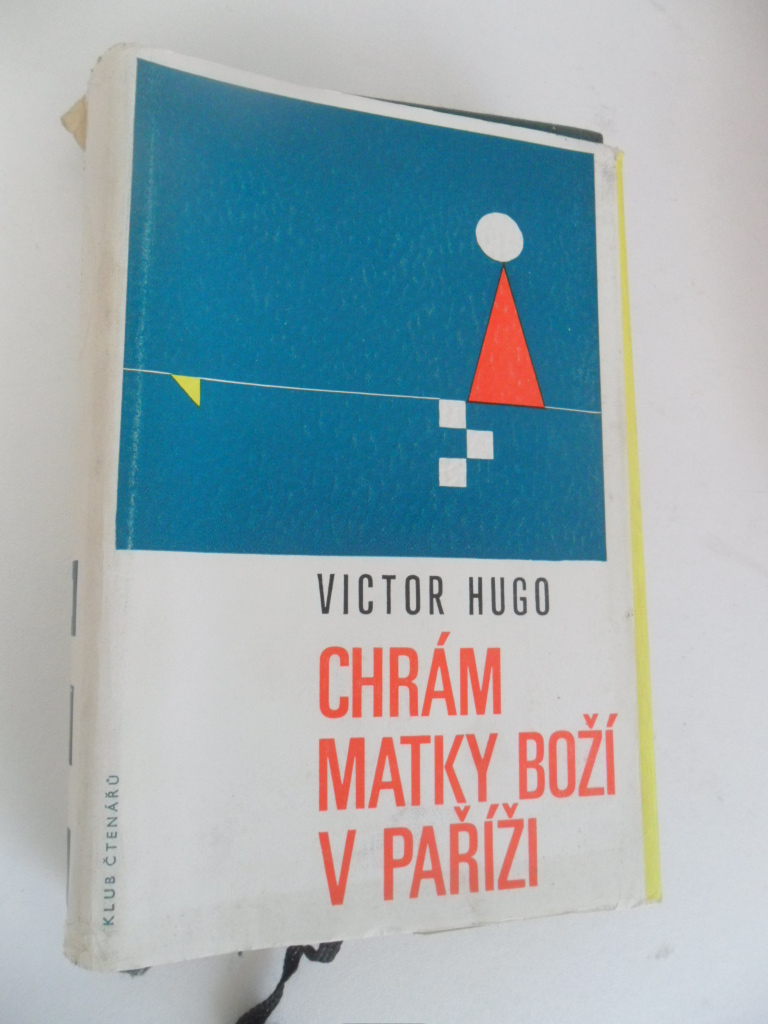 VICTOR HUGO
CHRÁM
MATKY BOŽÍ
V PAŘÍŽI
KLUB ČTENÁŘŮ